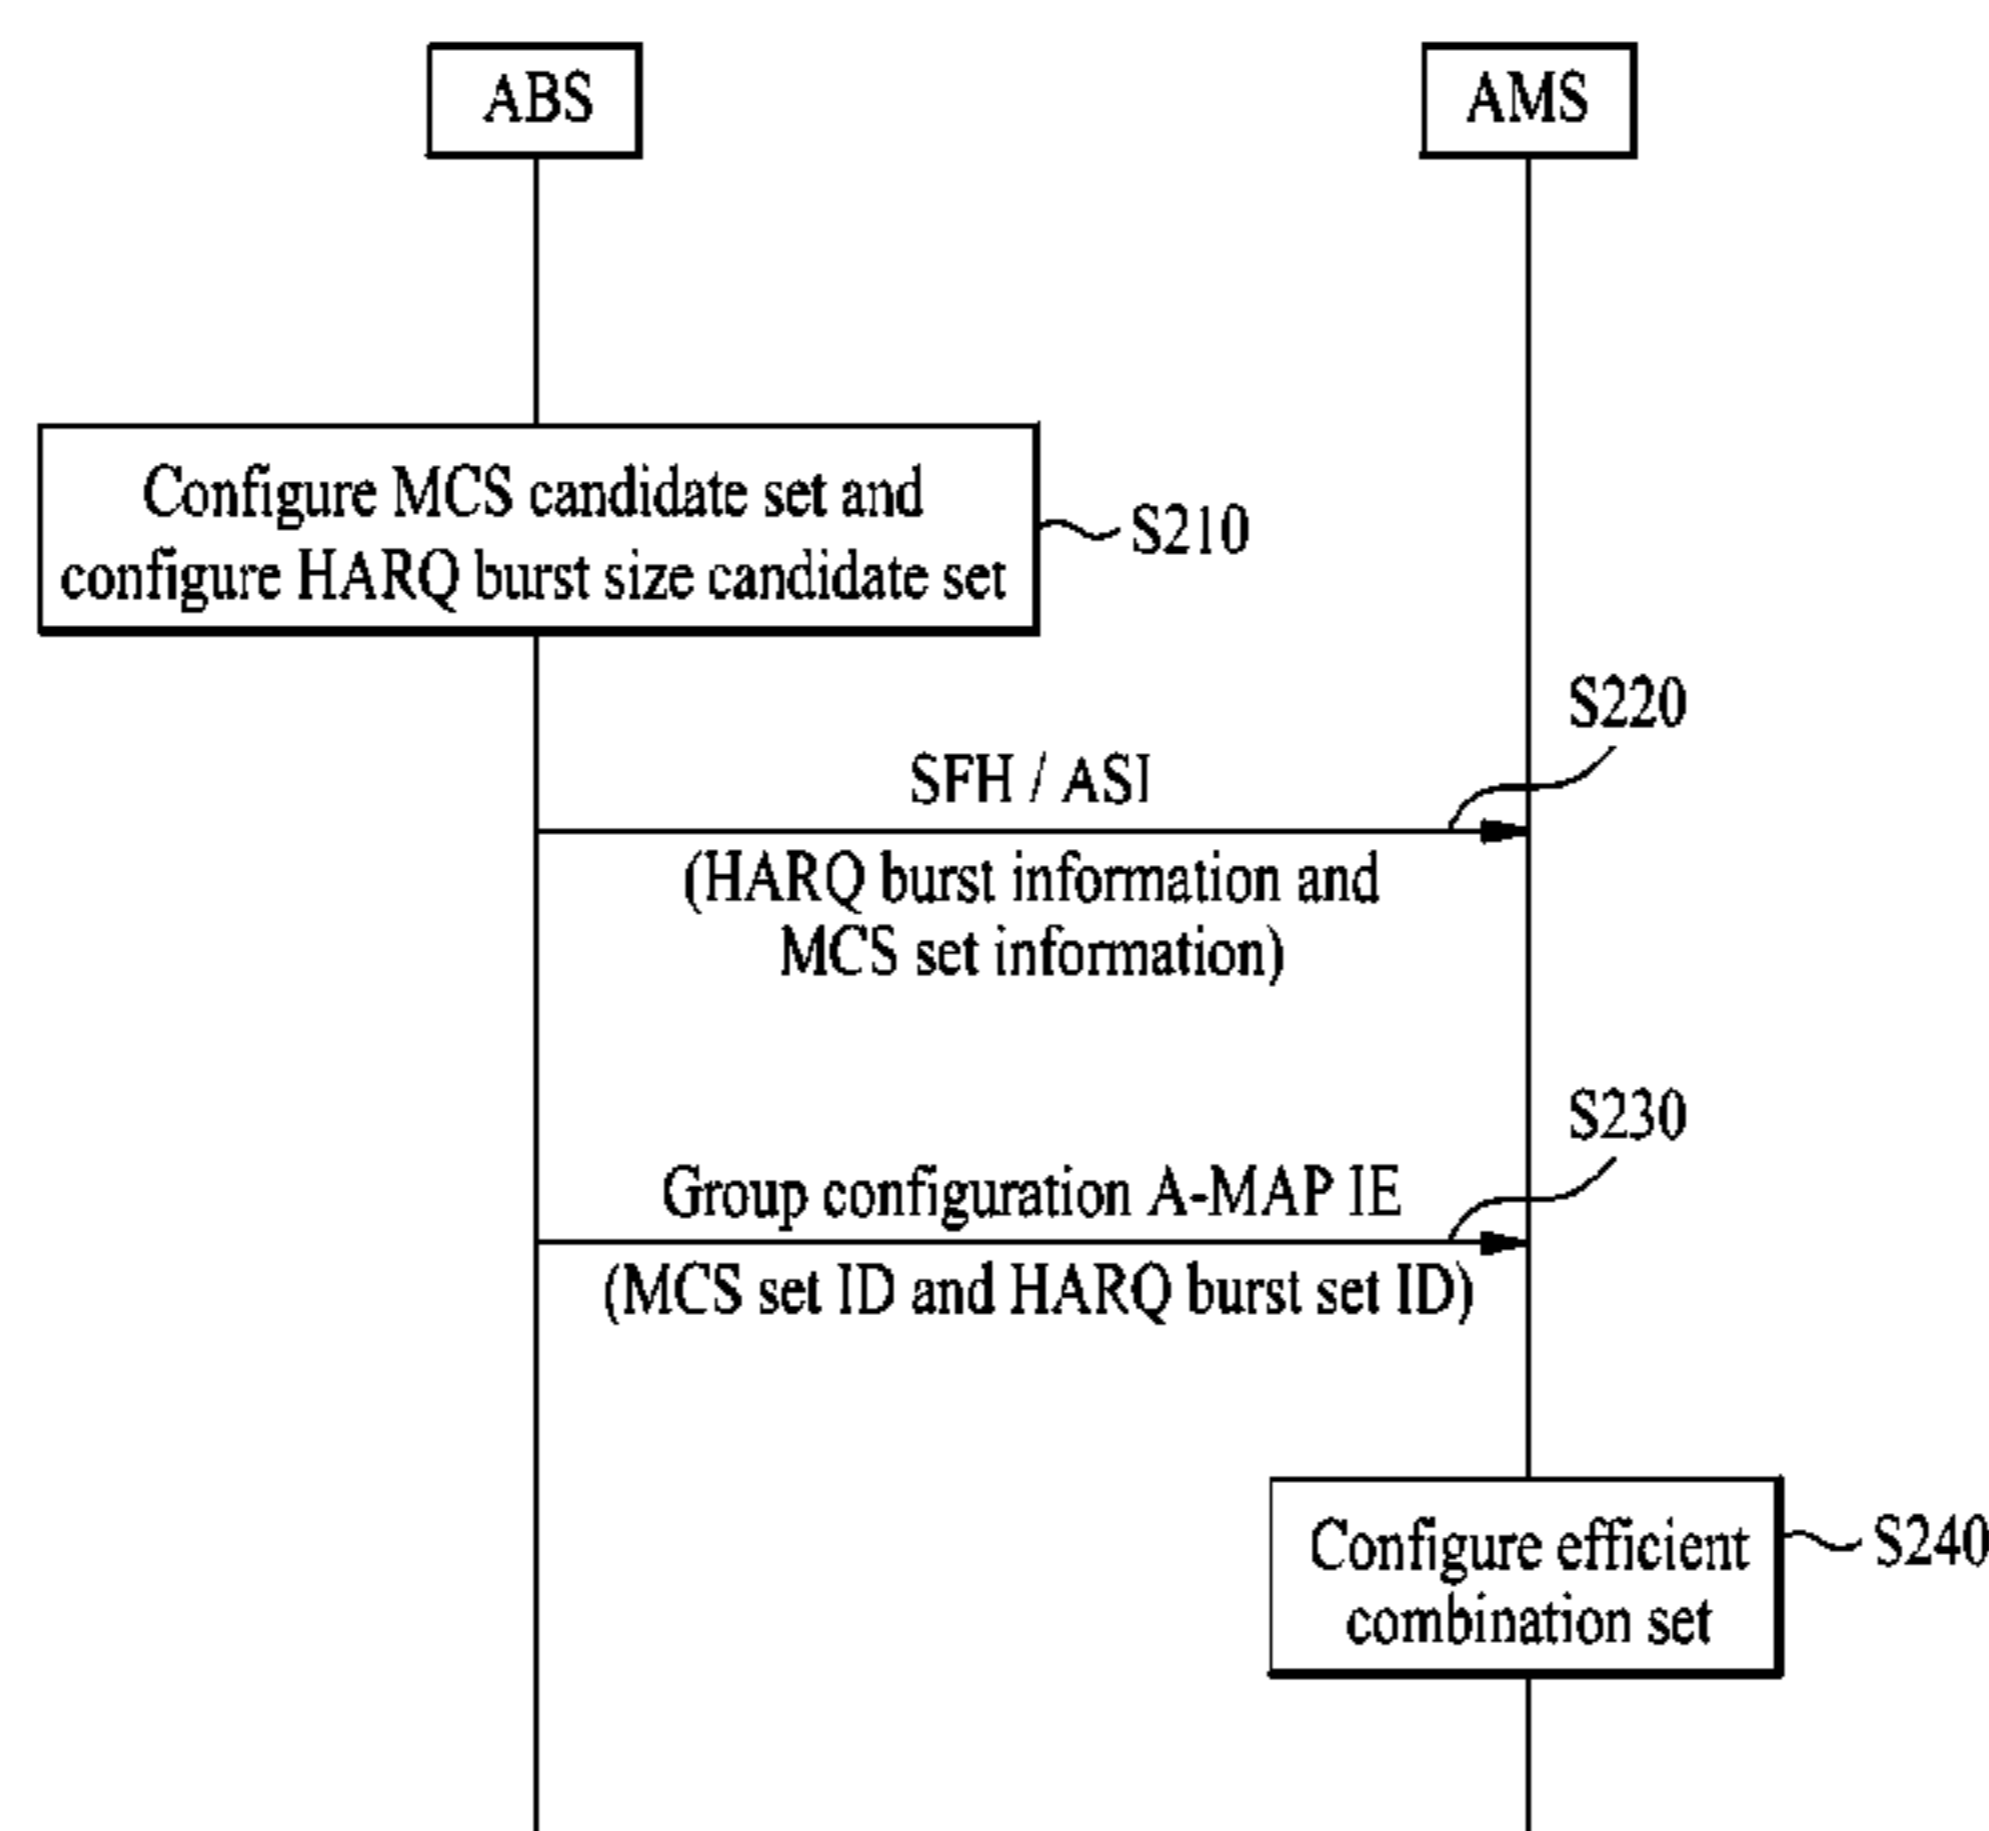 ABS
AMS
Configure MCS candidate set and
configure HARQ burst size candidate set
S210
S220
SFH / ASI
(HARQ burst information and
MCS set information)
S230
Group configuration A-MAP IE
(MCS set ID and HARQ burst set ID)
Configure efficient
combination set
S240